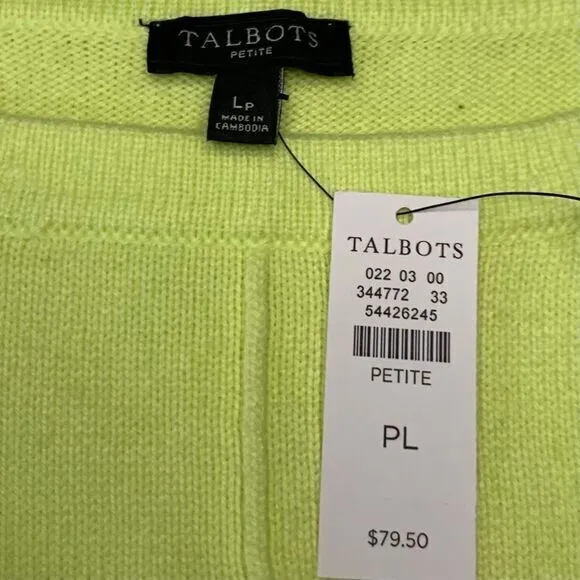 TALBOTS
PETITE
LP
MADE IN
CAMBODIA
TALBOTS
022 03 00
344772 33
54426245
PETITE
PL
$79.50